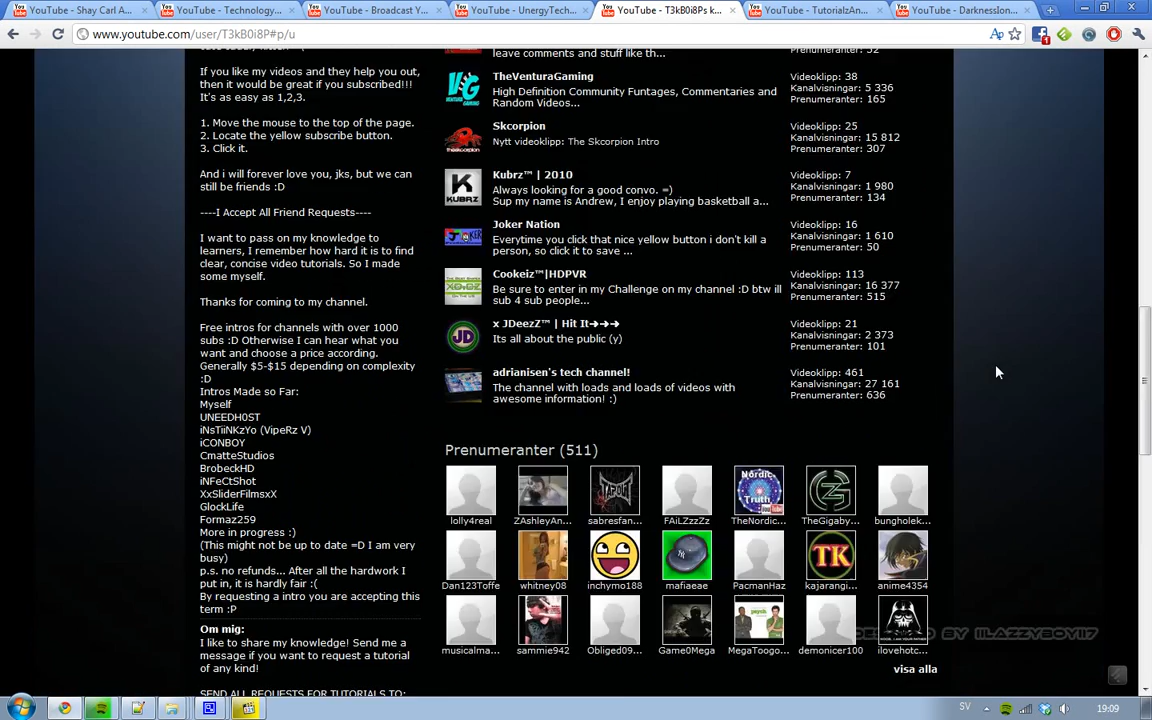 YouTube - Shay Carl A...
YouTube - Technology...
YouTube - Broadcast Y...
YouTube - UnergyTech...
YouTube - T3kB0i8Ps k...
YouTube - TutorialzAn...
YouTube - DarknessIon...
www.youtube.com/user/T3kB0i8P#p/u
If you like my videos and they help you out,
then it would be great if you subscribed!!!
It's as easy as 1,2,3.
1. Move the mouse to the top of the page.
2. Locate the yellow subscribe button.
3. Click it.
And i will forever love you, jks, but we can
still be friends :D
----I Accept All Friend Requests----
I want to pass on my knowledge to
learners, I remember how hard it is to find
clear, concise video tutorials. So I made
some myself.
Thanks for coming to my channel.
Free intros for channels with over 1000
subs :D Otherwise I can hear what you
want and choose a price according.
Generally $5-$15 depending on complexity
:D
Intros Made so Far:
Myself
UNEEDH0ST
iNsTiiNKzYo (VipeRz V)
iCONBOY
CmatteStudios
BrobeckHD
iNFeCtShot
XxSliderFilmsxX
GlockLife
Formaz259
More in progress :)
(This might not be up to date =D I am very
busy)
p.s. no refunds... After all the hardwork I
put in, it is hardly fair :(
By requesting a intro you are accepting this
term :P
Om mig:
I like to share my knowledge! Send me a
message if you want to request a tutorial
of any kind!
SEND ALL REQUESTS FOR TUTORIALS TO:
leave comments and stuff like th...
Prenumeranter: 52
TheVenturaGaming
High Definition Community Funtages, Commentaries and
Random Videos...
Videoklipp: 38
Kanalvisningar: 5 336
Prenumeranter: 165
Skcorpion
Nytt videoklipp: The Skcorpion Intro
Videoklipp: 25
Kanalvisningar: 15 812
Prenumeranter: 307
Kubrz™ | 2010
Always looking for a good convo. =)
Sup my name is Andrew, I enjoy playing basketball a...
Videoklipp: 7
Kanalvisningar: 1 980
Prenumeranter: 134
Joker Nation
Everytime you click that nice yellow button i don't kill a
person, so click it to save ...
Videoklipp: 16
Kanalvisningar: 1 610
Prenumeranter: 50
Cookeiz™|HDPVR
Be sure to enter in my Challenge on my channel :D btw ill
sub 4 sub people...
Videoklipp: 113
Kanalvisningar: 16 377
Prenumeranter: 515
x JDeezZ™ | Hit It➔➔➔
Its all about the public (y)
Videoklipp: 21
Kanalvisningar: 2 373
Prenumeranter: 101
adrianisen's tech channel!
The channel with loads and loads of videos with
awesome information! :)
Videoklipp: 461
Kanalvisningar: 27 161
Prenumeranter: 636
Prenumeranter (511)
lolly4real
ZAshleyAn...
sabresfan...
FAiLZzzZz
TheNordic...
TheGigaby...
bungholek...
Dan123Toffe
whitney08
inchymo188
mafiaeae
PacmanHaz
kajarangi...
anime4354
musicalma...
sammie942
Obliged09...
Game0Mega
MegaToogo...
demonicer100
ilovehotc...
visa alla
SV
19:09